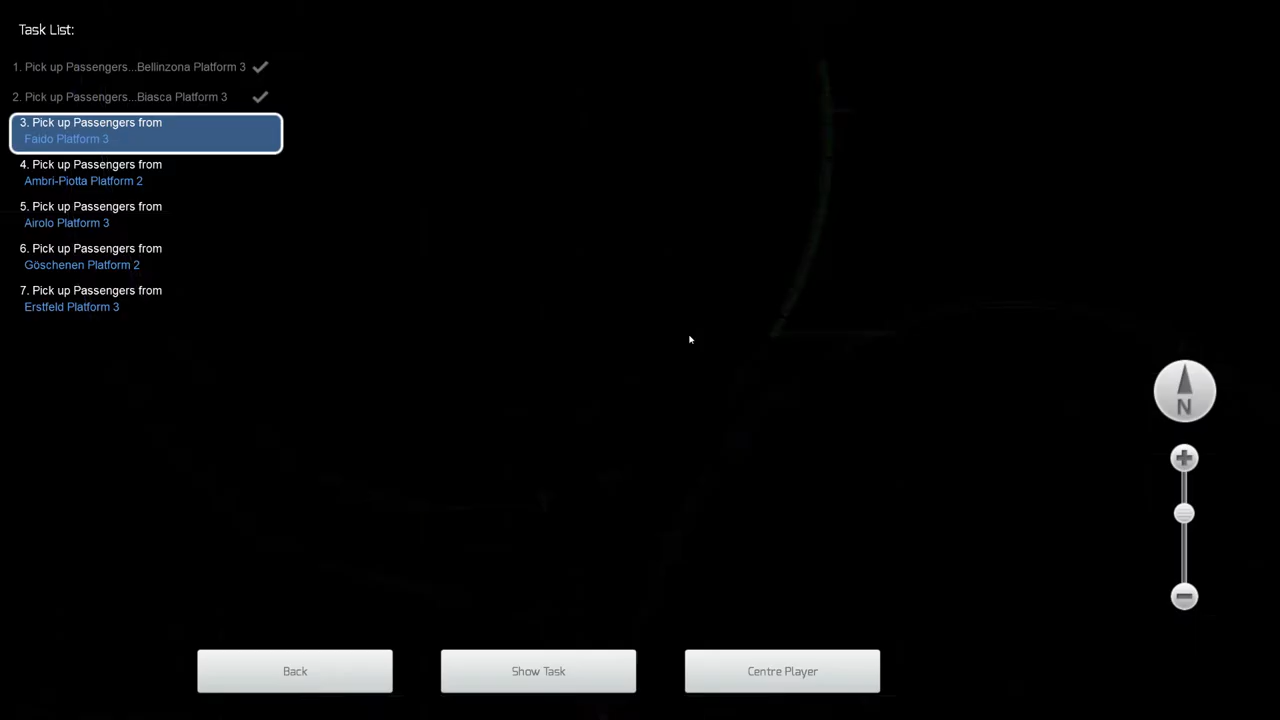 Task List:
1. Pick up Passengers...Bellinzona Platform 3
2. Pick up Passengers...Biasca Platform 3
3. Pick up Passengers from
Faido Platform 3
4. Pick up Passengers from
Ambri-Piotta Platform 2
5. Pick up Passengers from
Airolo Platform 3
6. Pick up Passengers from
Göschenen Platform 2
7. Pick up Passengers from
Erstfeld Platform 3
N
Back
Show Task
Centre Player